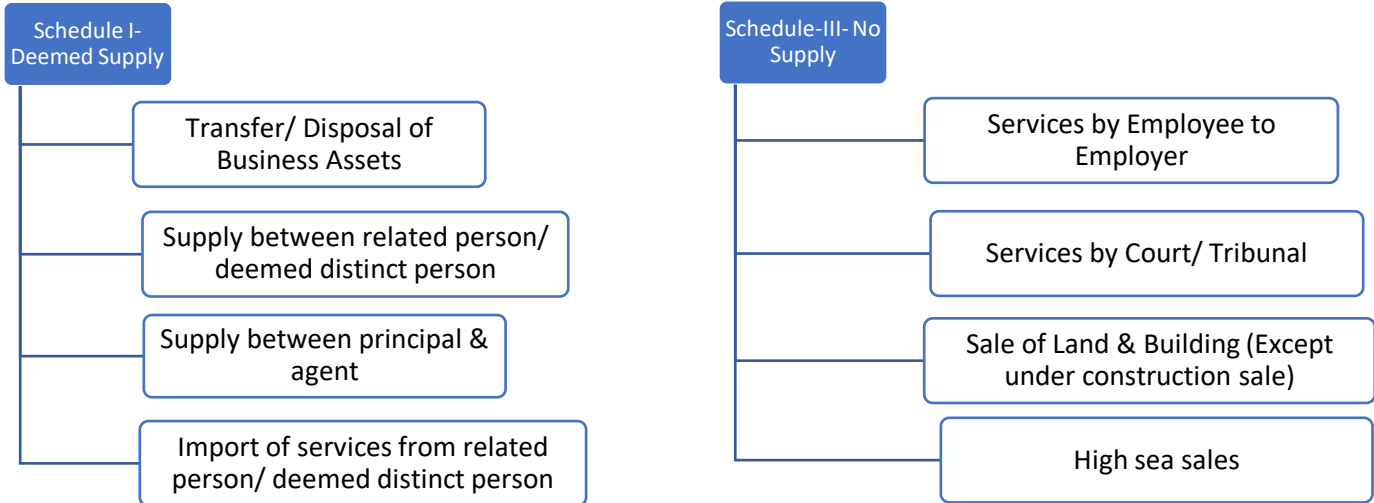 Schedule I-
Deemed Supply
Transfer/ Disposal of
Business Assets
Supply between related person/
deemed distinct person
Supply between principal &
agent
Import of services from related
person/ deemed distinct person
Schedule-III- No
Supply
Services by Employee to
Employer
Services by Court/ Tribunal
Sale of Land & Building (Except
under construction sale)
High sea sales